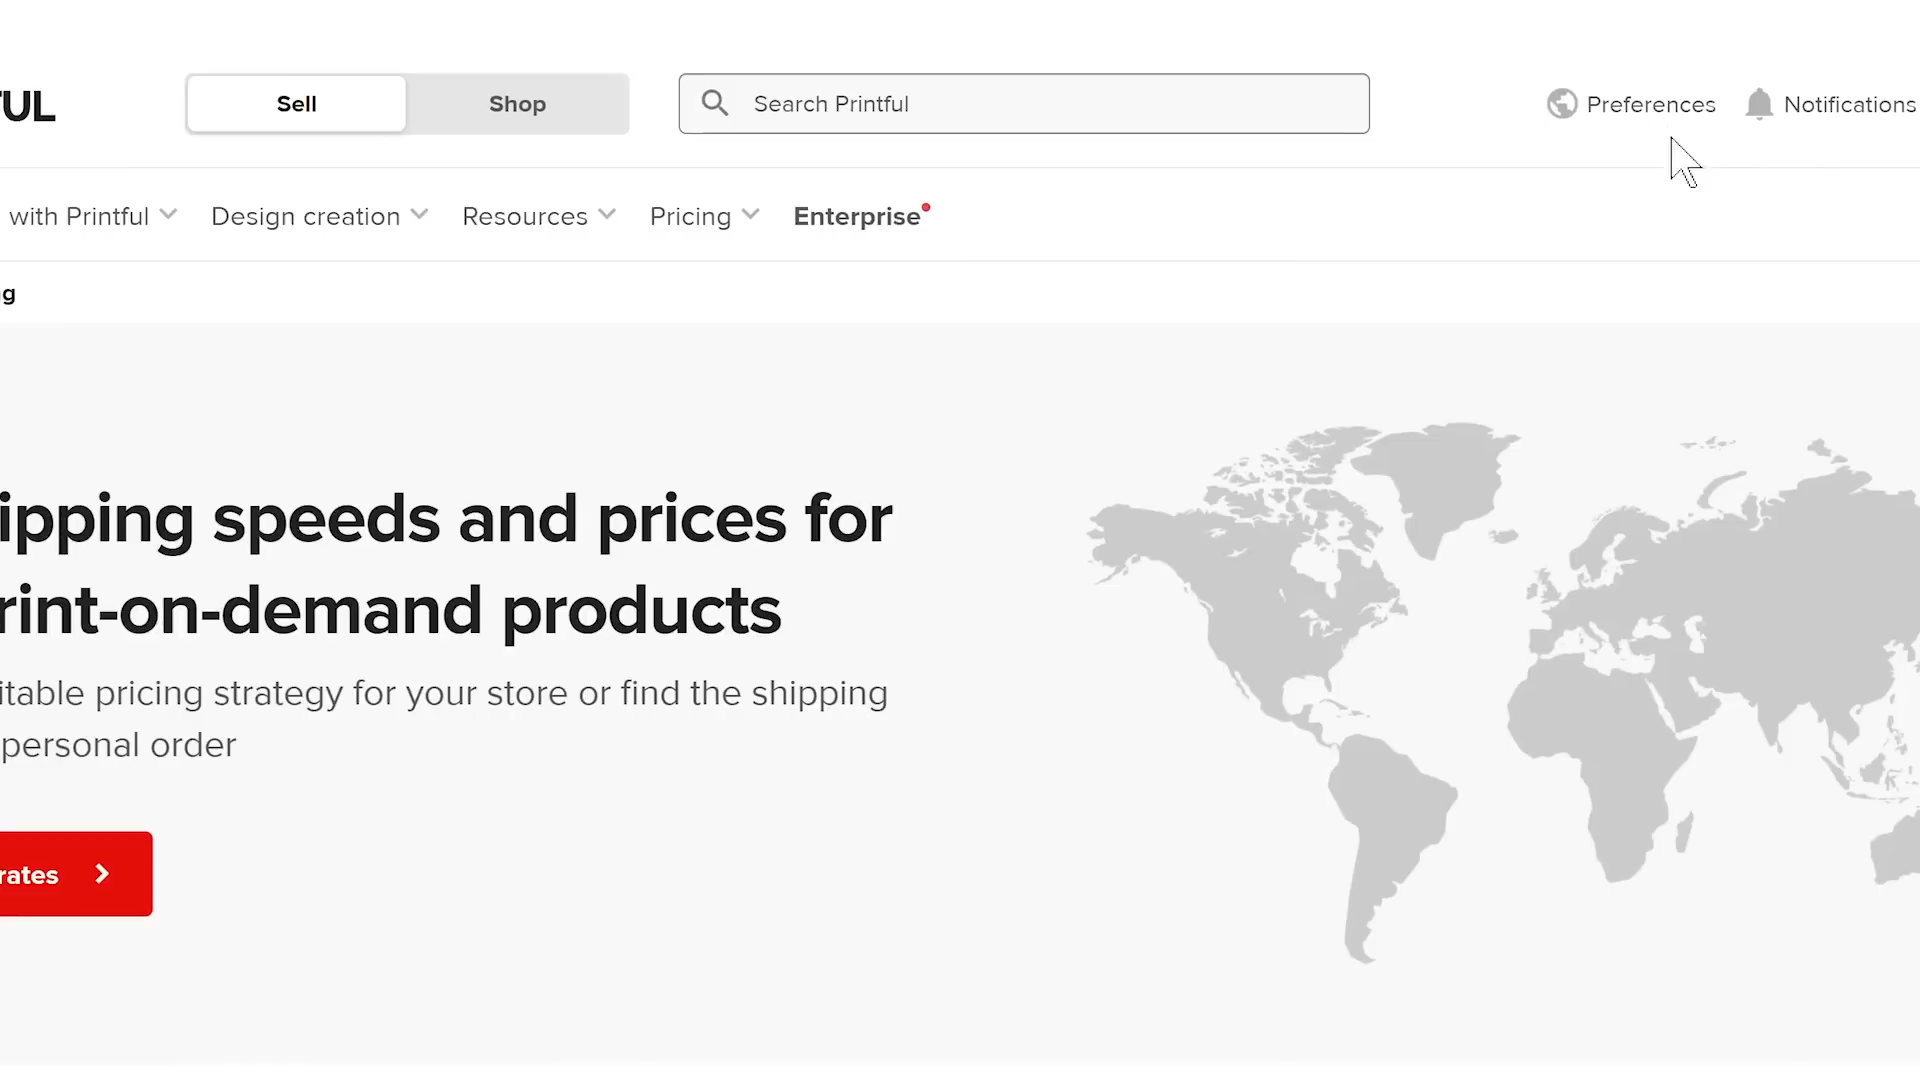 TUL
Sell
Shop
Search Printful
Preferences
Notifications
with Printful
Design creation
Resources
Pricing
Enterprise
g
ipping speeds and prices for
rint-on-demand products
itable pricing strategy for your store or find the shipping
personal order
rates